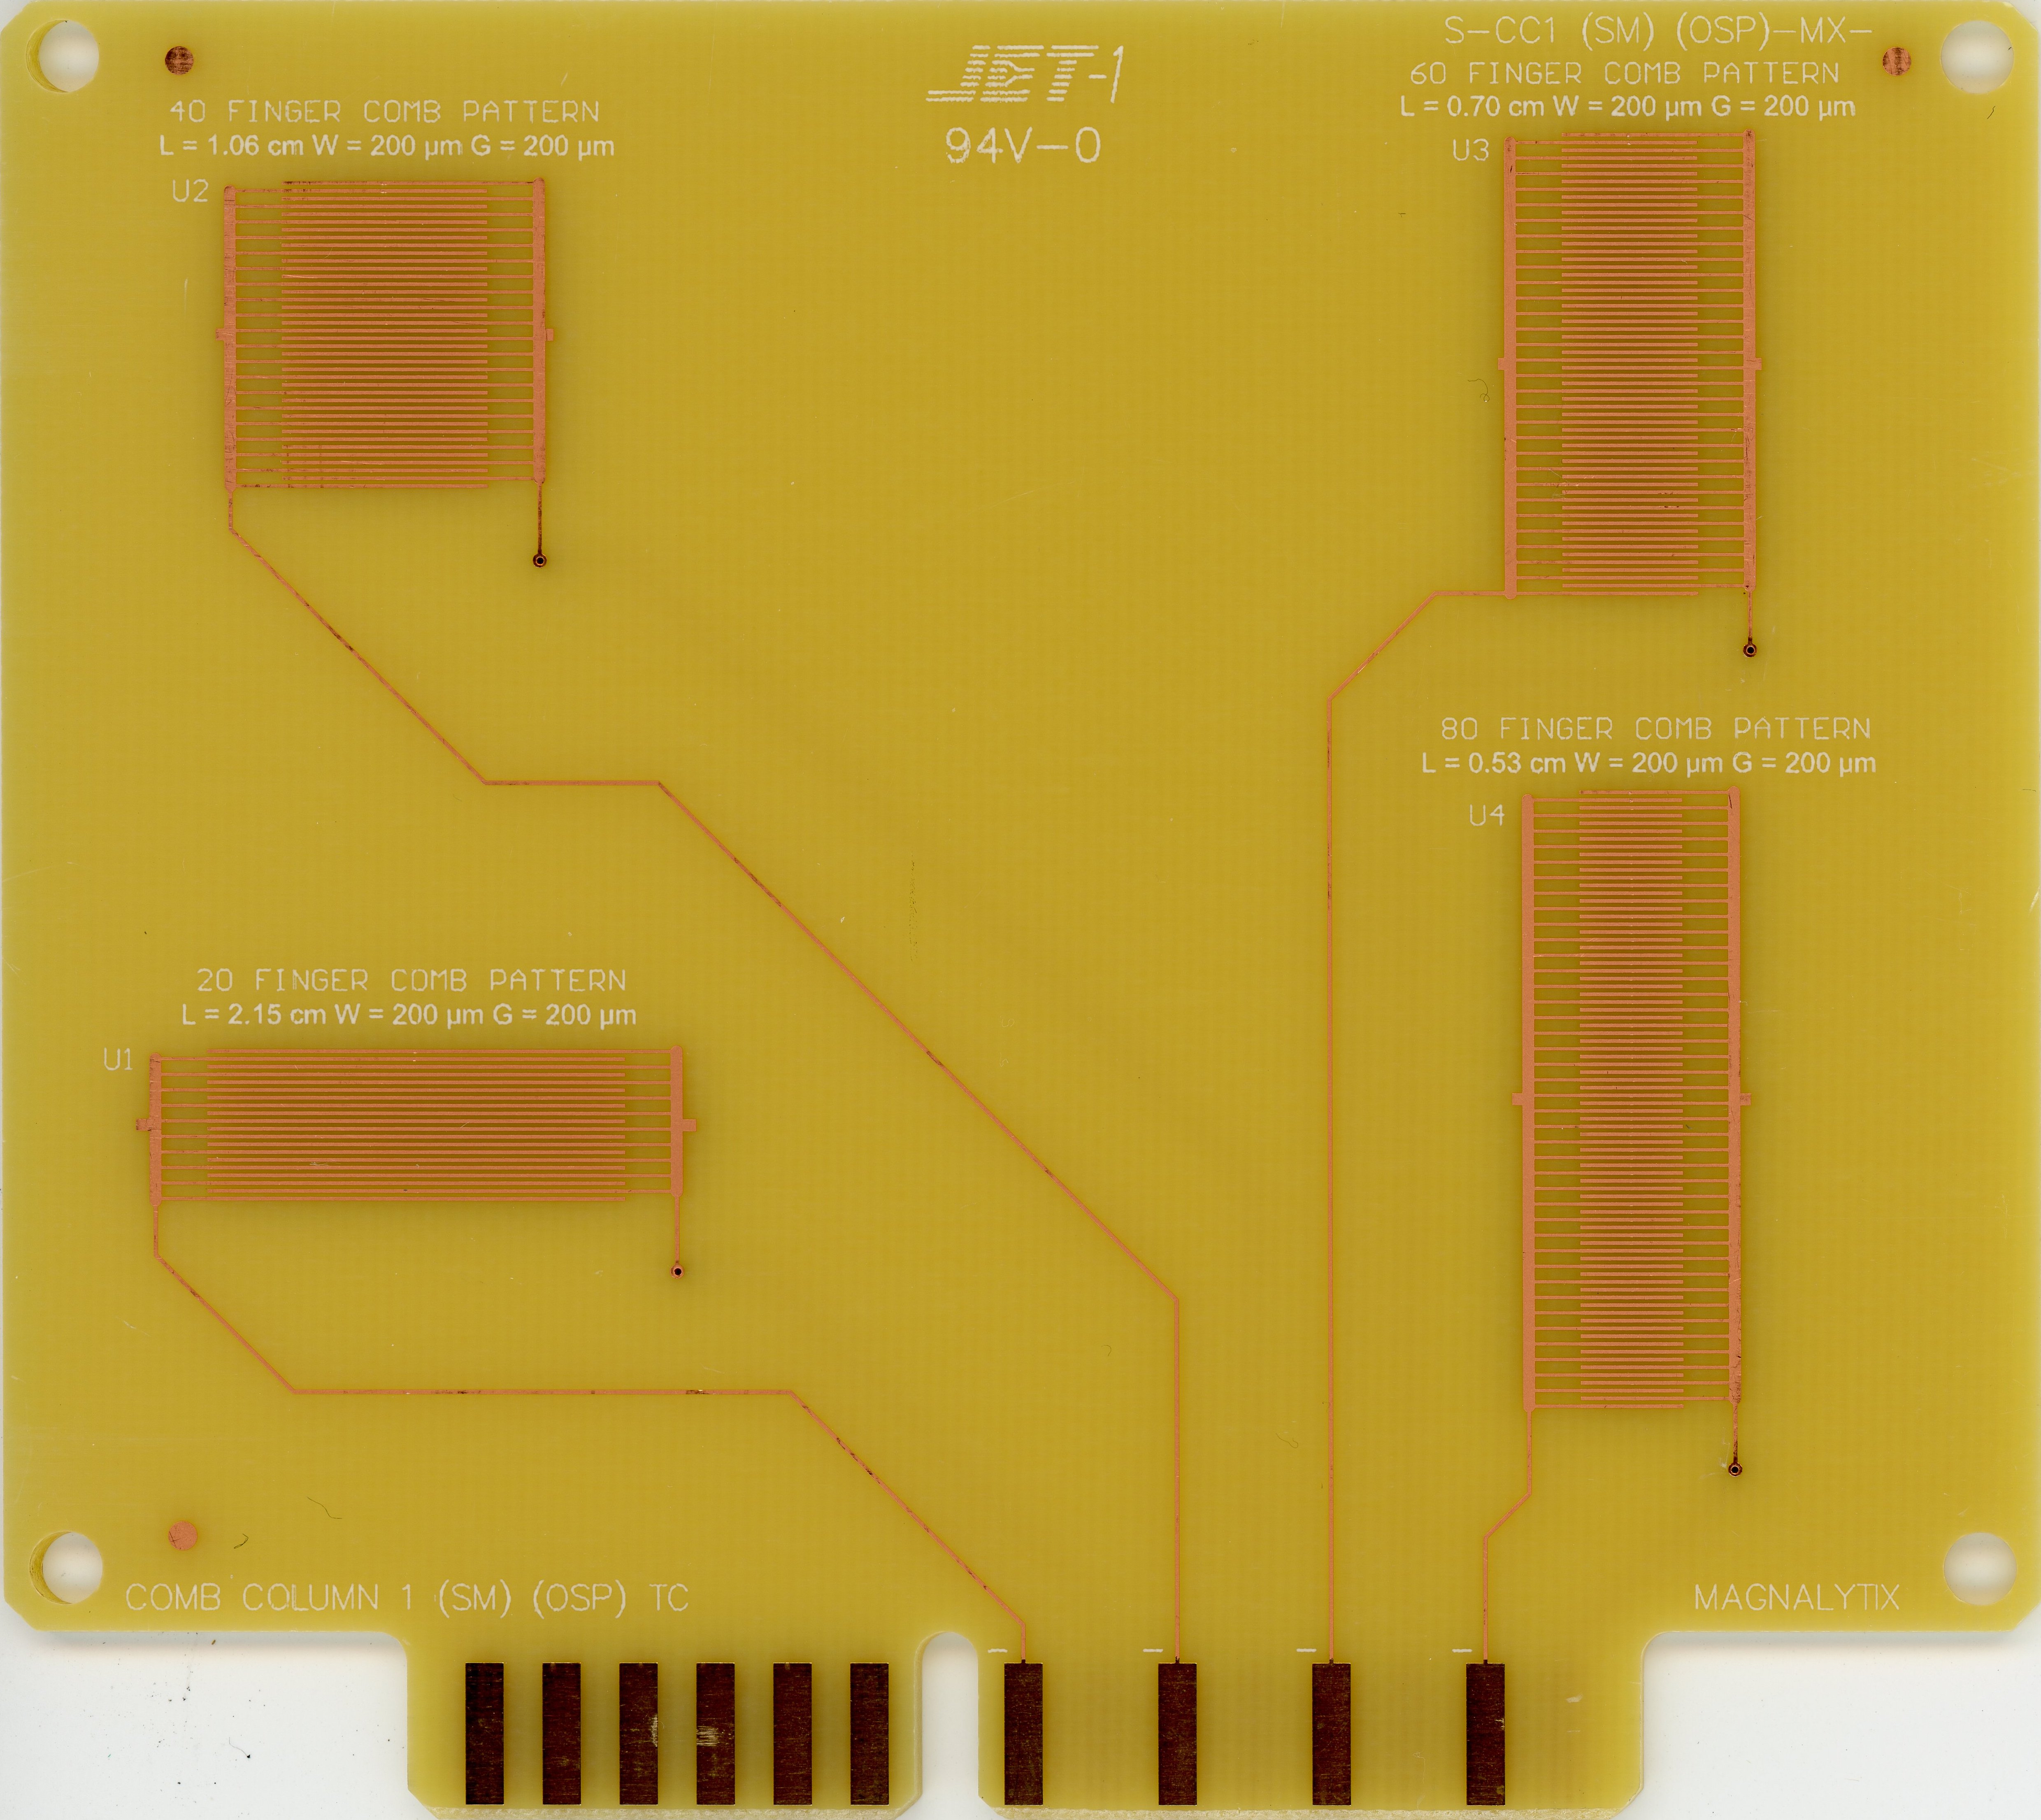 S-CC1 (SM) (OSP)-MX-
JET-1
94V-0
60 FINGER COMB PATTERN
L = 0.70 cm W = 200 µm G = 200 µm
U3
40 FINGER COMB PATTERN
L = 1.06 cm W = 200 µm G = 200 µm
U2
80 FINGER COMB PATTERN
L = 0.53 cm W = 200 µm G = 200 µm
U4
20 FINGER COMB PATTERN
L = 2.15 cm W = 200 µm G = 200 µm
U1
COMB COLUMN 1 (SM) (OSP) TC
MAGNALYTIX